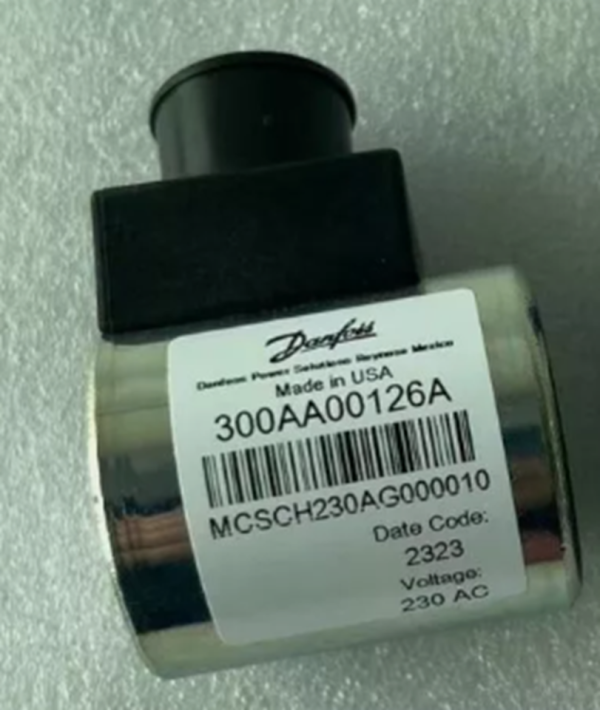 Danfoss
Danfoss Power Solutions Reynosa Mexico
Made in USA
300AA00126A
MCSCH230AG000010
Date Code:
2323
Voltage:
230 AC